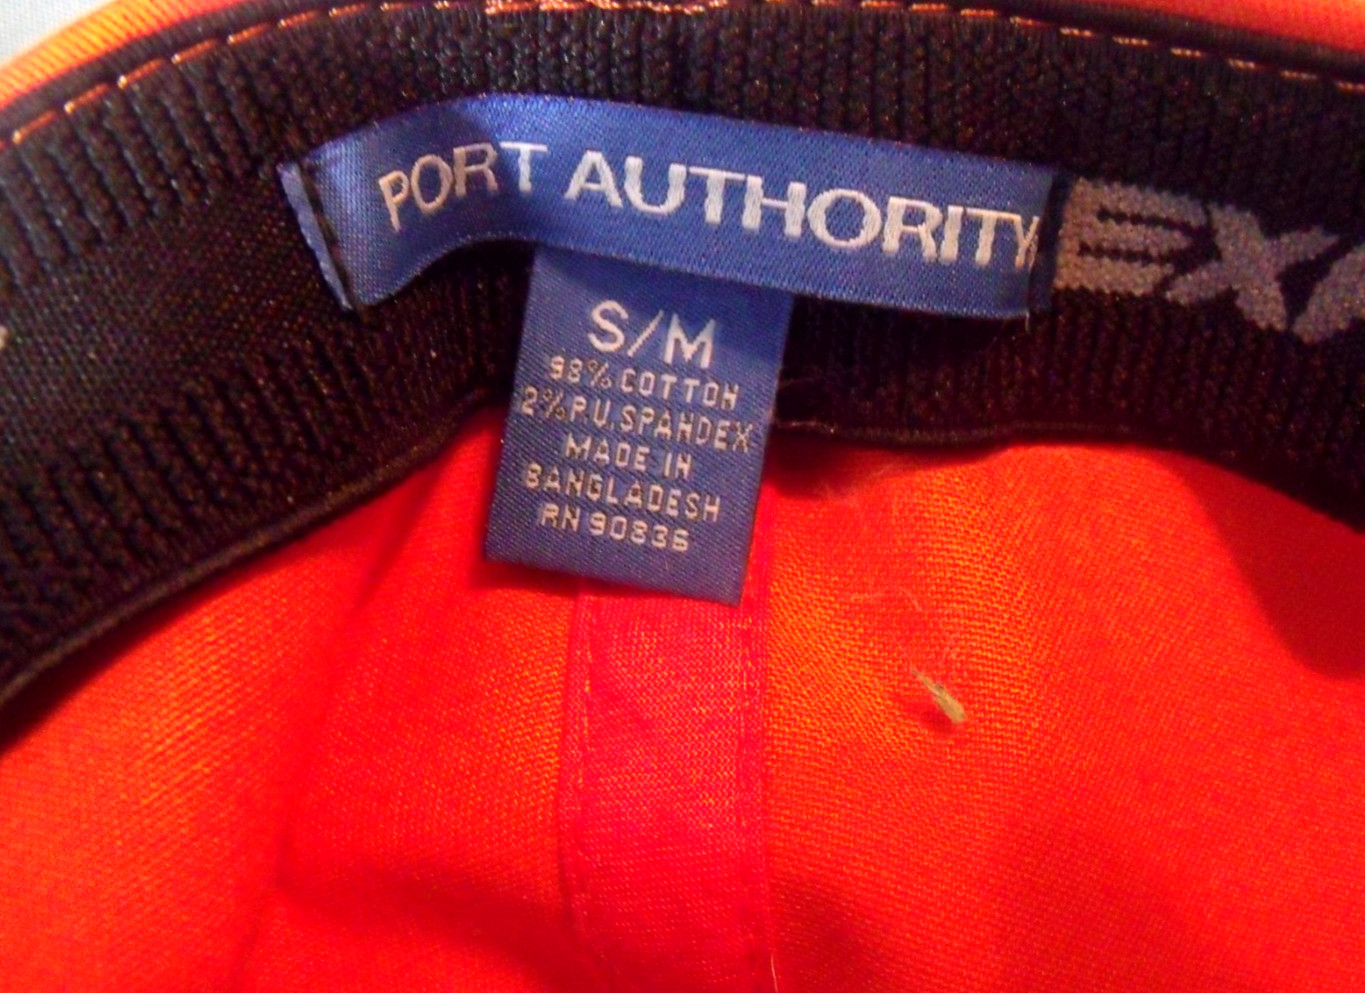 PORT AUTHORITY
S/M
98% COTTON
2% P.U. SPANDEX
MADE IN
BANGLADESH
RN 90836